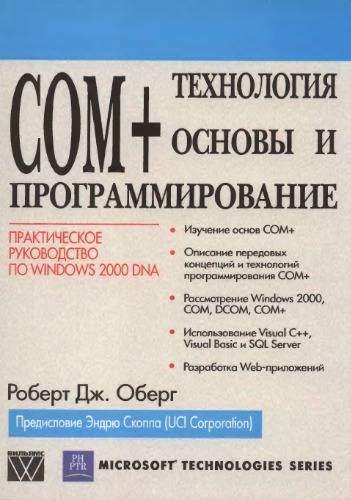 COM+
ТЕХНОЛОГИЯ
ОСНОВЫ И
ПРОГРАММИРОВАНИЕ
ПРАКТИЧЕСКОЕ
РУКОВОДСТВО
ПО WINDOWS 2000 DNA
• Изучение основ COM+
• Описание передовых
концепций и технологий
программирования COM+
• Рассмотрение Windows 2000,
COM, DCOM, COM+
• Использование Visual C++,
Visual Basic и SQL Server
• Разработка Web-приложений
Роберт Дж. Оберг
Предисловие Эндрю Скоппа (UCI Corporation)
ВИЛЬЯМС
W
PH
PTR
MICROSOFT® TECHNOLOGIES SERIES